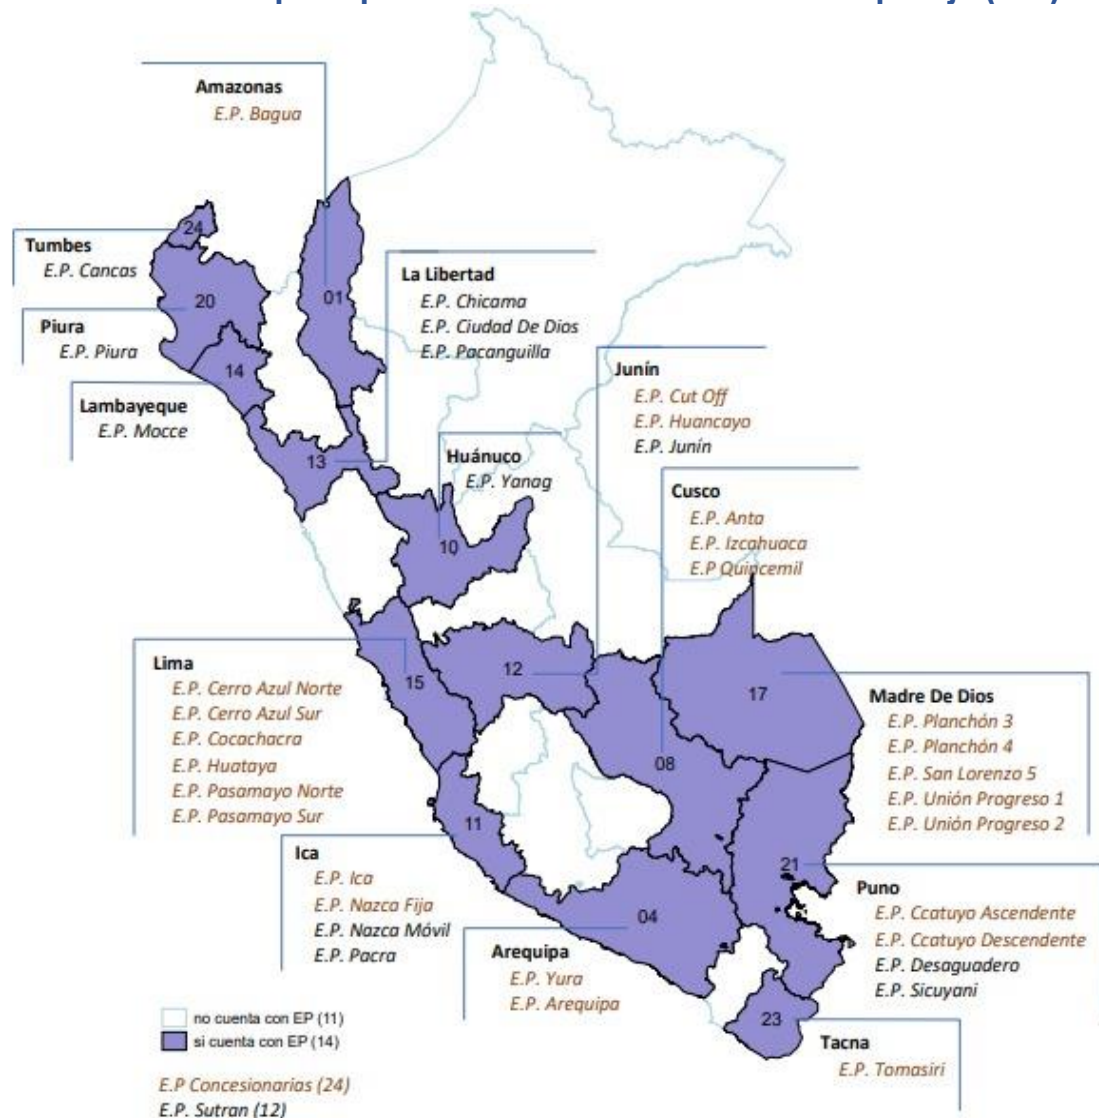 Amazonas
E.P. Bagua
24
Tumbes
E.P. Cancas
20
01
Piura
E.P. Piura
La Libertad
E.P. Chicama
E.P. Ciudad De Dios
E.P. Pacanguilla
14
Lambayeque
E.P. Mocce
13
Junín
E.P. Cut Off
E.P. Huancayo
E.P. Junín
Huánuco
E.P. Yanag
10
Cusco
E.P. Anta
E.P. Izcahuaca
E.P Quincemil
Lima
E.P. Cerro Azul Norte
E.P. Cerro Azul Sur
E.P. Cocachacra
E.P. Huataya
E.P. Pasamayo Norte
E.P. Pasamayo Sur
15
12
17
08
Madre De Dios
E.P. Planchón 3
E.P. Planchón 4
E.P. San Lorenzo 5
E.P. Unión Progreso 1
E.P. Unión Progreso 2
11
Ica
E.P. Ica
E.P. Nazca Fija
E.P. Nazca Móvil
E.P. Pacra
04
21
Puno
E.P. Ccatuyo Ascendente
E.P. Ccatuyo Descendente
E.P. Desaguadero
E.P. Sicuyani
Arequipa
E.P. Yura
E.P. Arequipa
23
Tacna
E.P. Tomasiri
no cuenta con EP (11)
si cuenta con EP (14)
E.P Concesionarias (24)
E.P. Sutran (12)